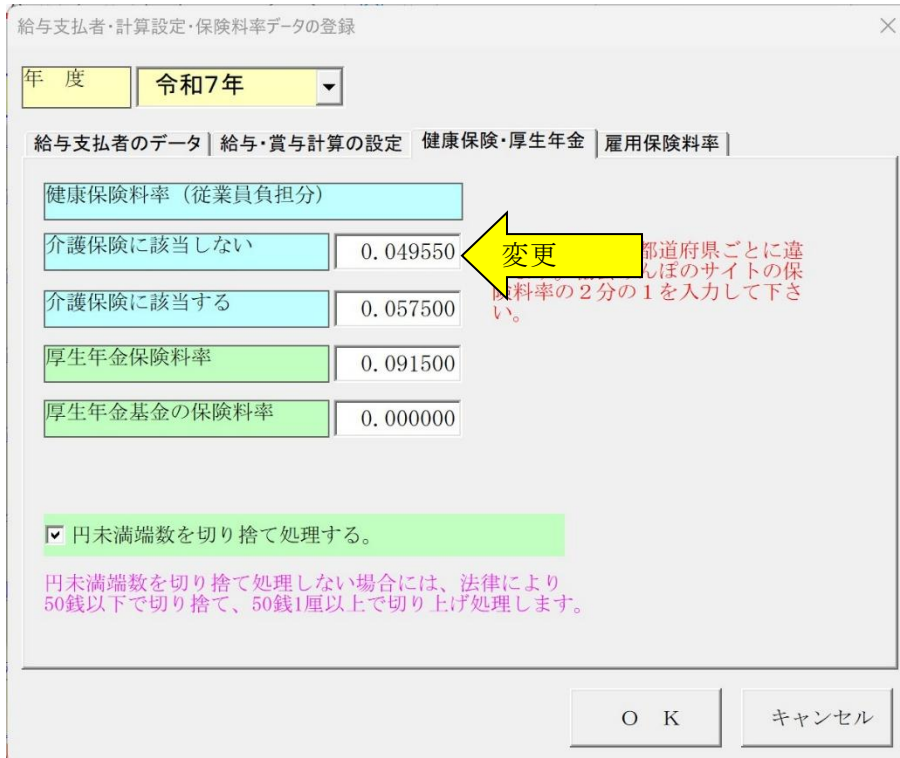 給与支払者・計算設定・保険料率データの登録
年　度
令和7年
給与支払者のデータ
給与・賞与計算の設定
健康保険・厚生年金
雇用保険料率
健康保険料率（従業員負担分）
介護保険に該当しない
0.049550
変更
都道府県ごとに違
んぽのサイトの保
険料率の２分の１を入力して下さ
い。
介護保険に該当する
0.057500
厚生年金保険料率
0.091500
厚生年金基金の保険料率
0.000000
円未満端数を切り捨て処理する。
円未満端数を切り捨て処理しない場合には、法律により
50銭以下で切り捨て、50銭1厘以上で切り上げ処理します。
ＯＫ
キャンセル